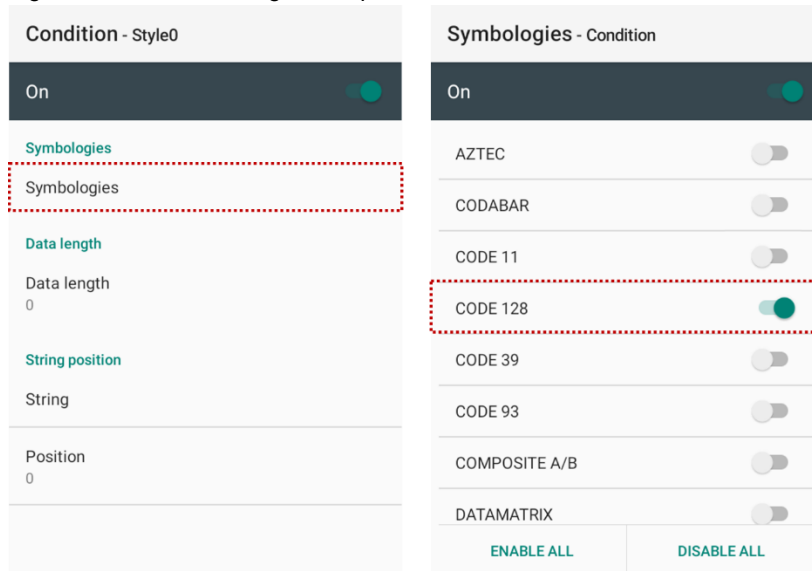 Condition - Style0
On
Symbologies
Symbologies
Data length
Data length
0
String position
String
Position
0
Symbologies - Condition
On
AZTEC
CODABAR
CODE 11
CODE 128
CODE 39
CODE 93
COMPOSITE A/B
DATAMATRIX
ENABLE ALL
DISABLE ALL